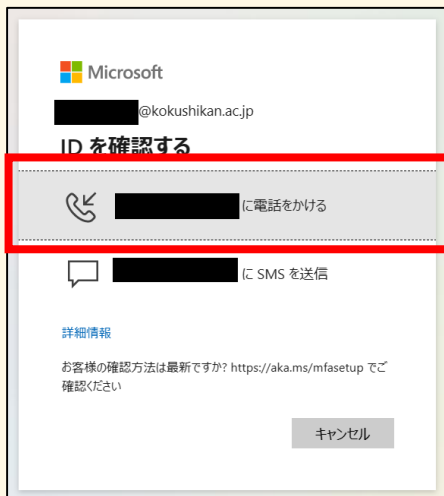 Microsoft
@kokushikan.ac.jp
ID を確認する
に電話をかける
に SMS を送信
詳細情報
お客様の確認方法は最新ですか? https://aka.ms/mfasetup でご
確認ください
キャンセル